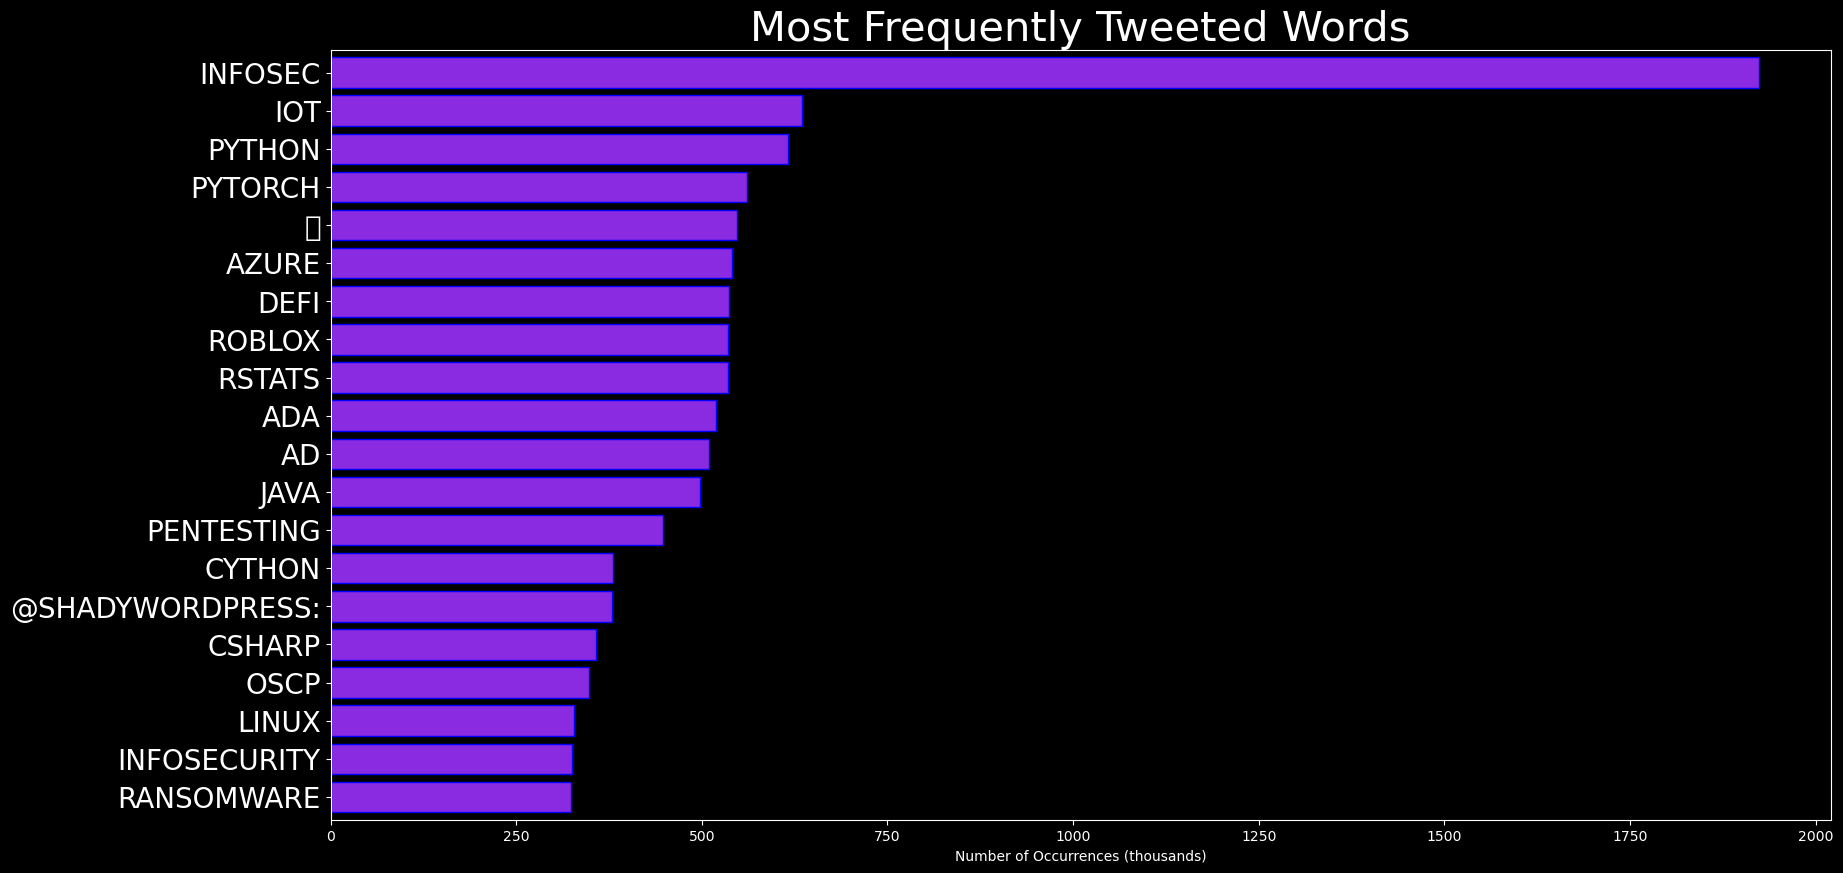 Most Frequently Tweeted Words
INFOSEC
IOT
PYTHON
PYTORCH
AZURE
DEFI
ROBLOX
RSTATS
ADA
AD
JAVA
PENTESTING
CYTHON
@SHADYWORDPRESS:
CSHARP
OSCP
LINUX
INFOSECURITY
RANSOMWARE
0 250 500 750 1000 1250 1500 1750 2000
Number of Occurrences (thousands)